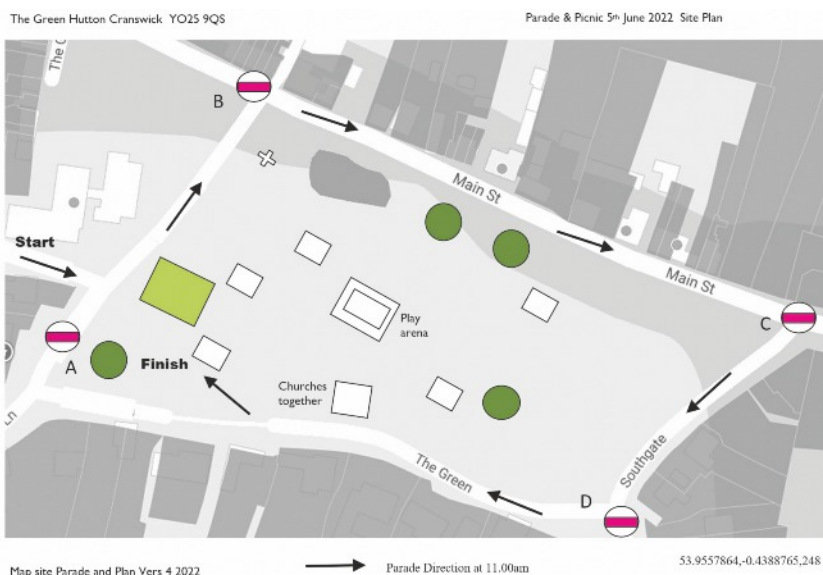 The Green Hutton Cranswick YO25 9QS
Parade & Picnic 5th June 2022 Site Plan
The G
B
Main St
Start
Main St
Play
arena
C
A
Finish
Churches
together
Ln
Southgate
The Green
D
Map site Parade and Plan Vers 4 2022
Parade Direction at 11.00am
53.9557864,-0.4388765,248